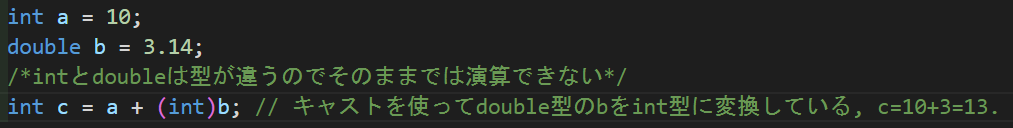 int a = 10;
double b = 3.14;
/*intとdoubleは型が違うのでそのままでは演算できない*/
int c = a + (int)b; // キャストを使ってdouble型のbをint型に変換している, c=10+3=13.